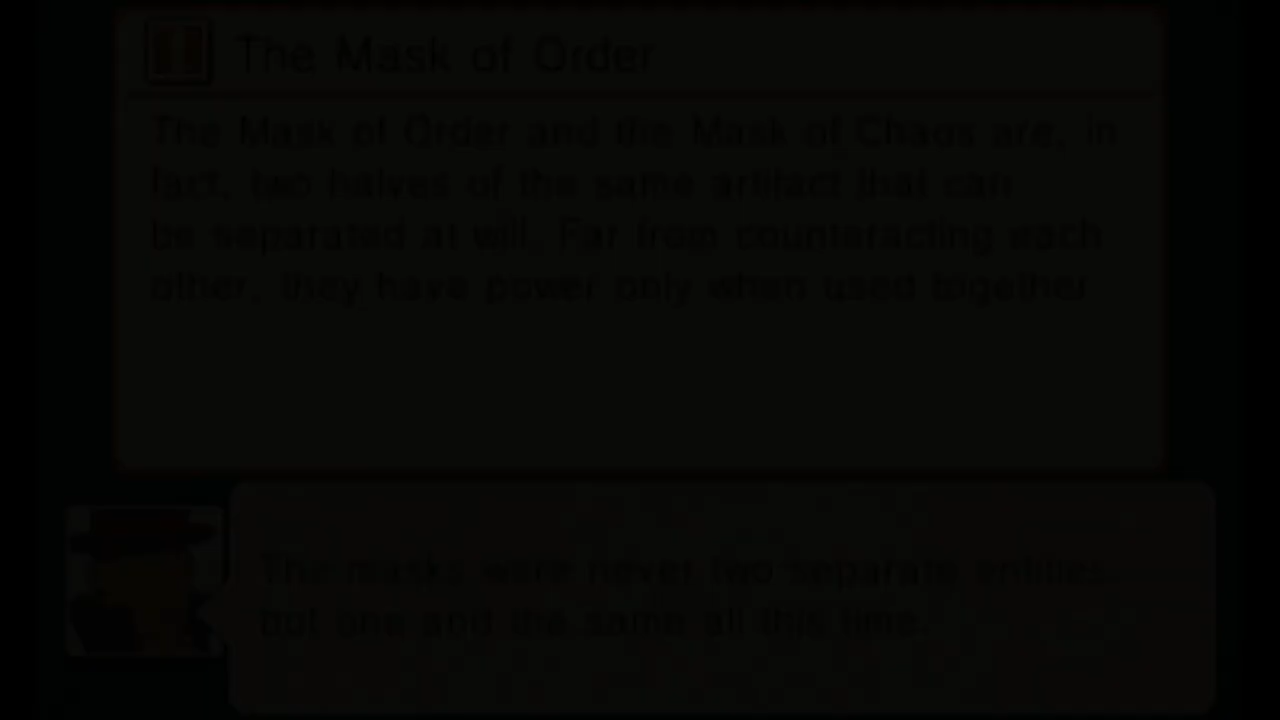 The Mask of Order
The Mask of Order and the Mask of Chaos are, in
fact, two halves of the same artifact that can
be separated at will. Far from counteracting each
other, they have power only when used together
The masks were never two separate entities,
but one and the same all this time.